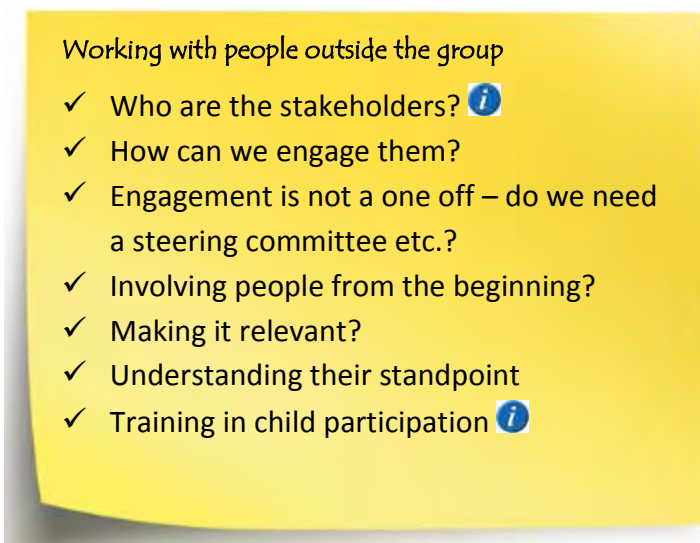 Working with people outside the group
✓ Who are the stakeholders?
✓ How can we engage them?
✓ Engagement is not a one off – do we need
a steering committee etc.?
✓ Involving people from the beginning?
✓ Making it relevant?
✓ Understanding their standpoint
✓ Training in child participation